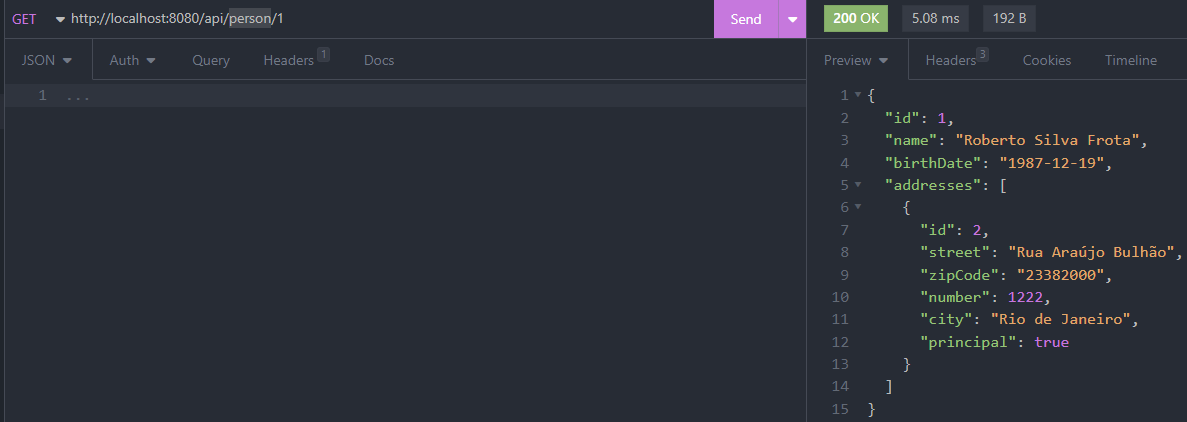 GET http://localhost:8080/api/person/1 Send 200 OK 5.08 ms 192 B
JSON Auth Query Headers 1 Docs Preview Headers 3 Cookies Timeline
1 ...
1 {
2 "id": 1,
3 "name": "Roberto Silva Frota",
4 "birthDate": "1987-12-19",
5 "addresses": [
6 {
7 "id": 2,
8 "street": "Rua Araújo Bulhão",
9 "zipCode": "23382000",
10 "number": 1222,
11 "city": "Rio de Janeiro",
12 "principal": true
13 }
14 ]
15 }